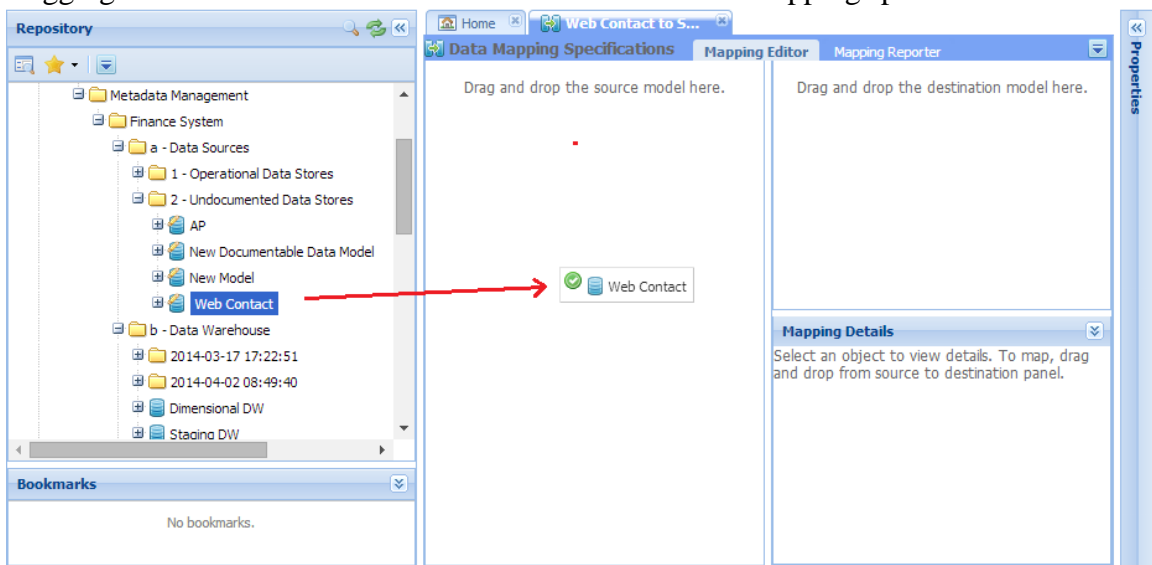 Repository
Metadata Management
Finance System
a - Data Sources
1 - Operational Data Stores
2 - Undocumented Data Stores
AP
New Documentable Data Model
New Model
Web Contact
b - Data Warehouse
2014-03-17 17:22:51
2014-04-02 08:49:40
Dimensional DW
Staging DW
Bookmarks
No bookmarks.
Home
Web Contact to S...
Data Mapping Specifications
Mapping Editor
Mapping Reporter
Drag and drop the source model here.
Web Contact
Drag and drop the destination model here.
Mapping Details
Select an object to view details. To map, drag
and drop from source to destination panel.
Properties